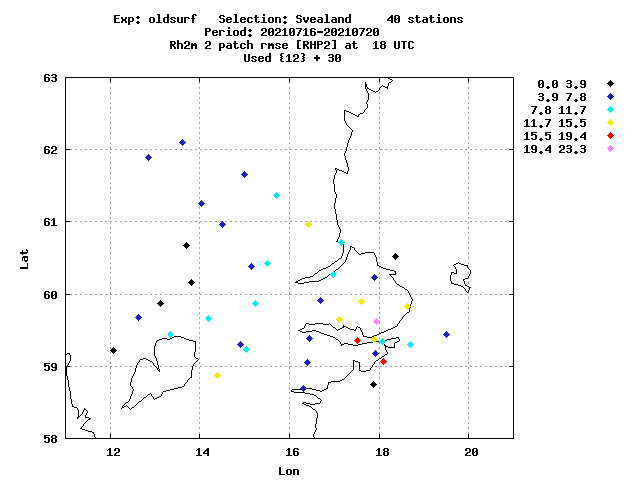 Exp: oldsurf   Selection: Svealand     40 stations
Period: 20210716-20210720
Rh2m 2 patch rmse [RHP2] at  18 UTC
Used {12} + 30
63
62
61
60
59
58
Lat
12
14
16
18
20
Lon
0.0 3.9
3.9 7.8
7.8 11.7
11.7 15.5
15.5 19.4
19.4 23.3